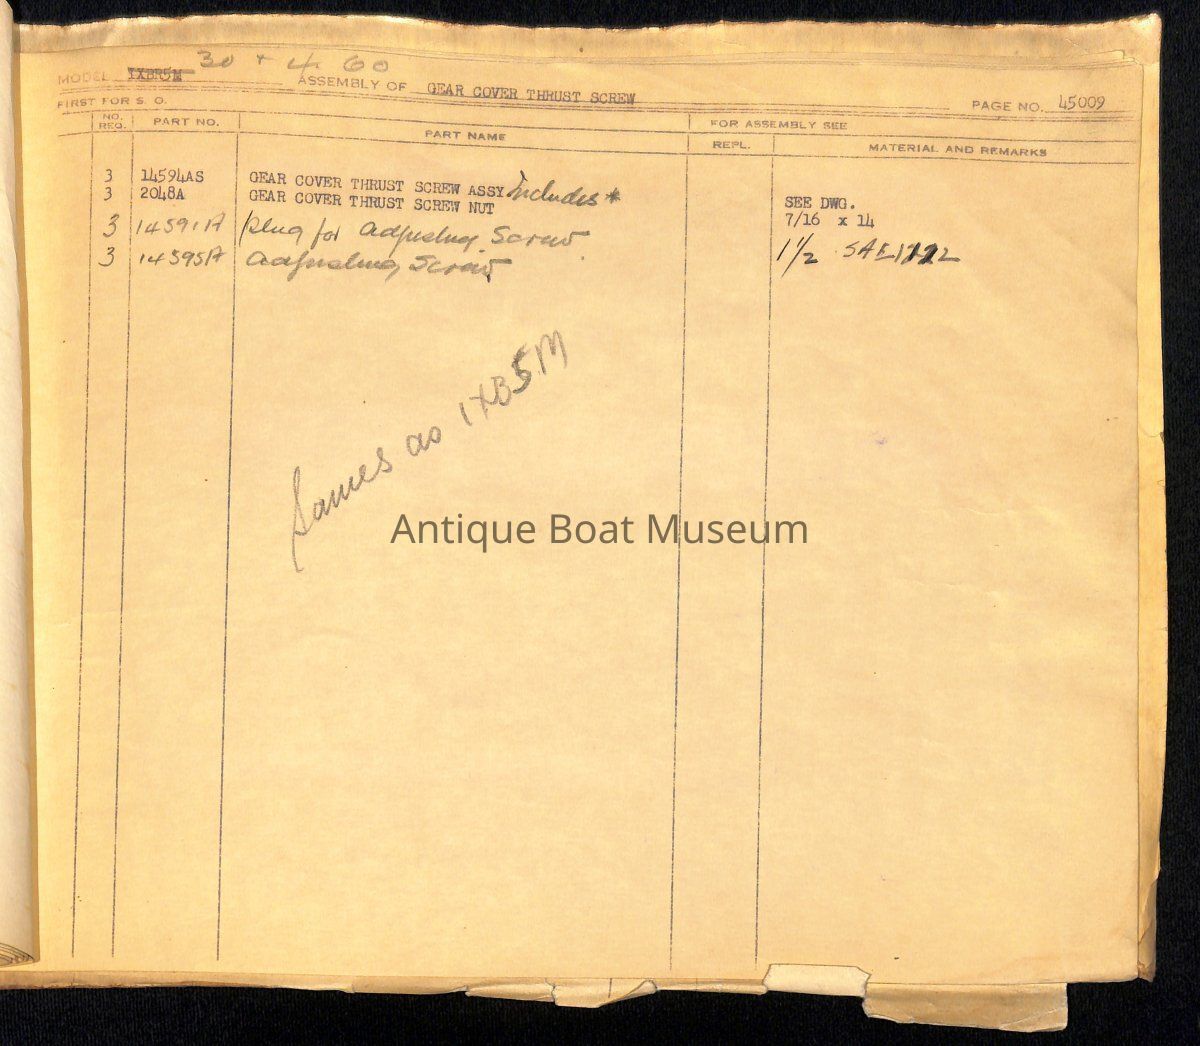 30 + 4 60
MODEL 1XBR5M ASSEMBLY OF GEAR COVER THRUST SCREW
FIRST FOR S. O. PAGE NO. 45009
NO. REQ. PART NO. PART NAME FOR ASSEMBLY SEE
REPL. MATERIAL AND REMARKS
3 14594AS GEAR COVER THRUST SCREW ASSY Includes * SEE DWG.
3 2048A GEAR COVER THRUST SCREW NUT 7/16 x 14
3 14591A Plug for Adjusting Screw
3 14595A Adjusting Screw 1 1/2 SAE 1112
Same as 1XB5M
Antique Boat Museum